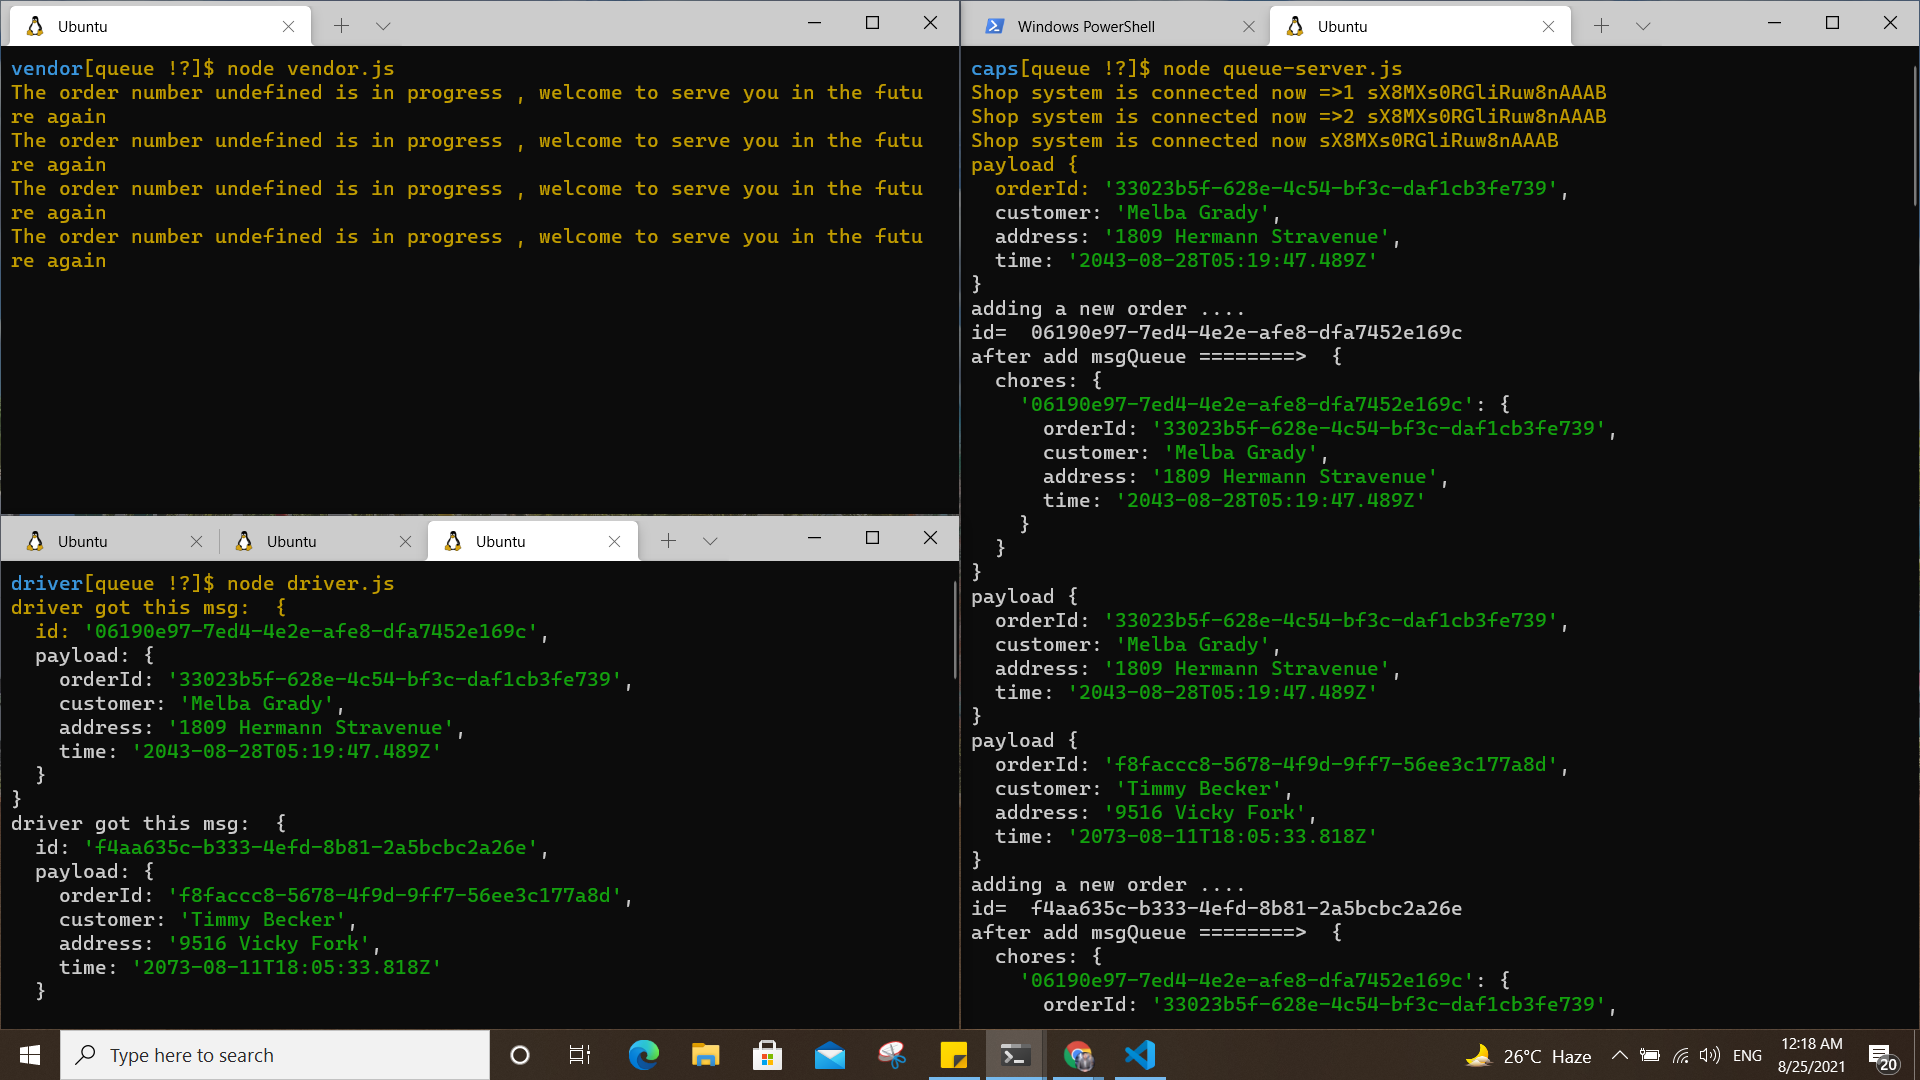 Ubuntu
vendor[queue !?]$ node vendor.js
The order number undefined is in progress , welcome to serve you in the futu
re again
The order number undefined is in progress , welcome to serve you in the futu
re again
The order number undefined is in progress , welcome to serve you in the futu
re again
The order number undefined is in progress , welcome to serve you in the futu
re again
Ubuntu
Ubuntu
Ubuntu
driver[queue !?]$ node driver.js
driver got this msg:  {
  id: '06190e97-7ed4-4e2e-afe8-dfa7452e169c',
  payload: {
    orderId: '33023b5f-628e-4c54-bf3c-daf1cb3fe739',
    customer: 'Melba Grady',
    address: '1809 Hermann Stravenue',
    time: '2043-08-28T05:19:47.489Z'
  }
}
driver got this msg:  {
  id: 'f4aa635c-b333-4efd-8b81-2a5bcbc2a26e',
  payload: {
    orderId: 'f8faccc8-5678-4f9d-9ff7-56ee3c177a8d',
    customer: 'Timmy Becker',
    address: '9516 Vicky Fork',
    time: '2073-08-11T18:05:33.818Z'
  }
Windows PowerShell
Ubuntu
caps[queue !?]$ node queue-server.js
Shop system is connected now =>1 sX8MXs0RGliRuw8nAAAB
Shop system is connected now =>2 sX8MXs0RGliRuw8nAAAB
Shop system is connected now sX8MXs0RGliRuw8nAAAB
payload {
  orderId: '33023b5f-628e-4c54-bf3c-daf1cb3fe739',
  customer: 'Melba Grady',
  address: '1809 Hermann Stravenue',
  time: '2043-08-28T05:19:47.489Z'
}
adding a new order ....
id=  06190e97-7ed4-4e2e-afe8-dfa7452e169c
after add msgQueue ========>  {
  chores: {
    '06190e97-7ed4-4e2e-afe8-dfa7452e169c': {
      orderId: '33023b5f-628e-4c54-bf3c-daf1cb3fe739',
      customer: 'Melba Grady',
      address: '1809 Hermann Stravenue',
      time: '2043-08-28T05:19:47.489Z'
    }
  }
}
payload {
  orderId: '33023b5f-628e-4c54-bf3c-daf1cb3fe739',
  customer: 'Melba Grady',
  address: '1809 Hermann Stravenue',
  time: '2043-08-28T05:19:47.489Z'
}
payload {
  orderId: 'f8faccc8-5678-4f9d-9ff7-56ee3c177a8d',
  customer: 'Timmy Becker',
  address: '9516 Vicky Fork',
  time: '2073-08-11T18:05:33.818Z'
}
adding a new order ....
id=  f4aa635c-b333-4efd-8b81-2a5bcbc2a26e
after add msgQueue ========>  {
  chores: {
    '06190e97-7ed4-4e2e-afe8-dfa7452e169c': {
      orderId: '33023b5f-628e-4c54-bf3c-daf1cb3fe739',
Type here to search
26°C  Haze
ENG
12:18 AM
8/25/2021
20